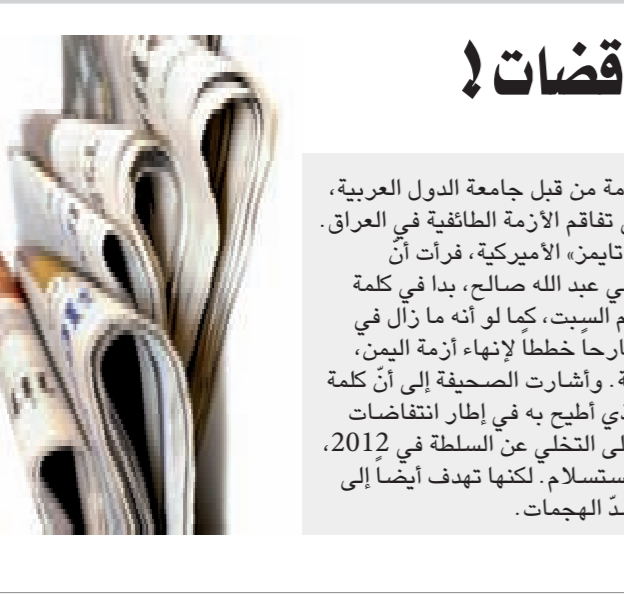 قضات !
مة من قبل جامعة الدول العربية،
تفاقم الأزمة الطائفية في العراق.
تايمز» الأميركية، فرأت أنّ
ي عبد الله صالح، بدا في كلمة
م السبت، كما لو أنه ما زال في
ارحاً خططاً لإنهاء أزمة اليمن،
ة. وأشارت الصحيفة إلى أنّ كلمة
ذي أطيح به في إطار انتفاضات
لى التخلي عن السلطة في 2012،
ستسلام. لكنها تهدف أيضاً إلى
دّ الهجمات.